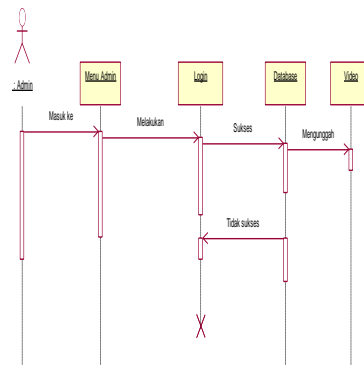 : Admin
Menu Admin
Login
Database
Video
Masuk ke
Melakukan
Sukses
Mengunggah
Tidak sukses